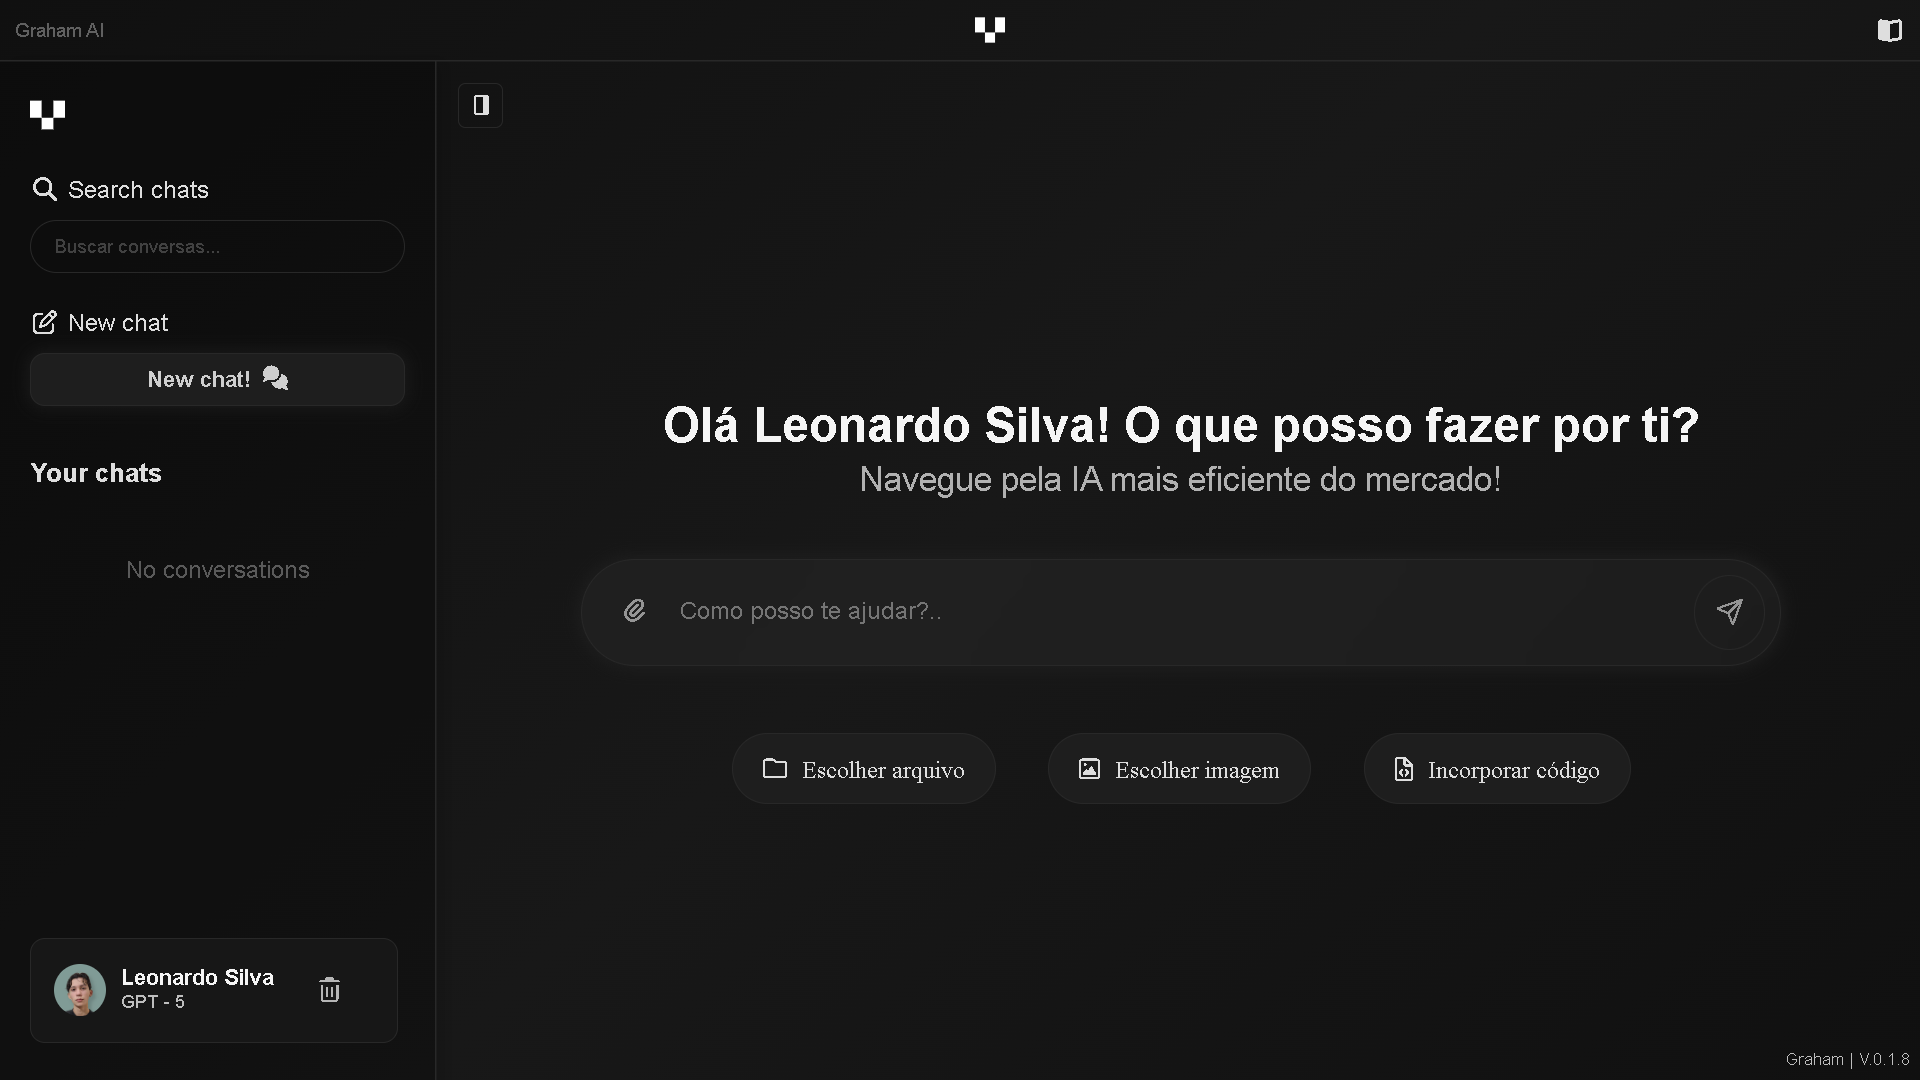 Graham AI
Search chats
Buscar conversas...
New chat
New chat!
Your chats
No conversations
Leonardo Silva
GPT - 5
Olá Leonardo Silva! O que posso fazer por ti?
Navegue pela IA mais eficiente do mercado!
Como posso te ajudar?..
Escolher arquivo
Escolher imagem
Incorporar código
Graham | V.0.1.8